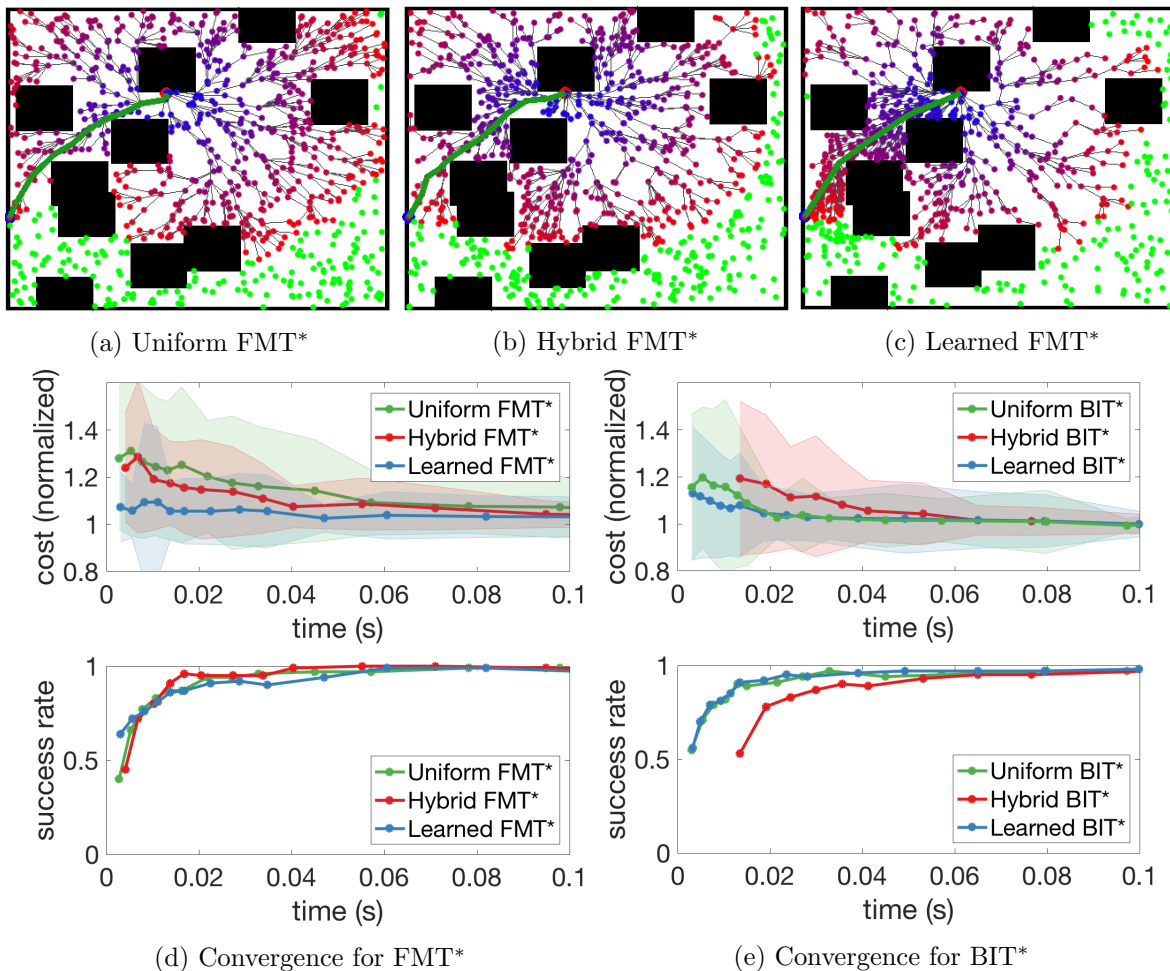 (a) Uniform FMT*
(b) Hybrid FMT*
(c) Learned FMT*
cost (normalized)
1.4
1.2
1
0.8
Uniform FMT*
Hybrid FMT*
Learned FMT*
0 0.02 0.04 0.06 0.08 0.1
time (s)
cost (normalized)
1.4
1.2
1
0.8
Uniform BIT*
Hybrid BIT*
Learned BIT*
0 0.02 0.04 0.06 0.08 0.1
time (s)
success rate
1
0.5
0
Uniform FMT*
Hybrid FMT*
Learned FMT*
0 0.02 0.04 0.06 0.08 0.1
time (s)
success rate
1
0.5
0
Uniform BIT*
Hybrid BIT*
Learned BIT*
0 0.02 0.04 0.06 0.08 0.1
time (s)
(d) Convergence for FMT*
(e) Convergence for BIT*